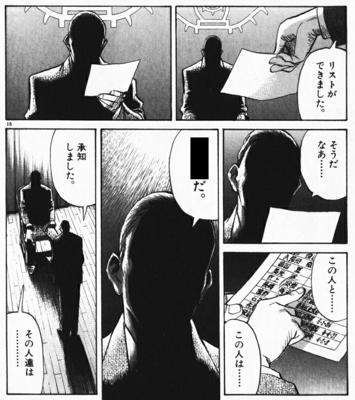 リストが
できました。
そうだ
なあ……
この人と…
この人は……
だ。
承知
しました。
その人達は
…………
18